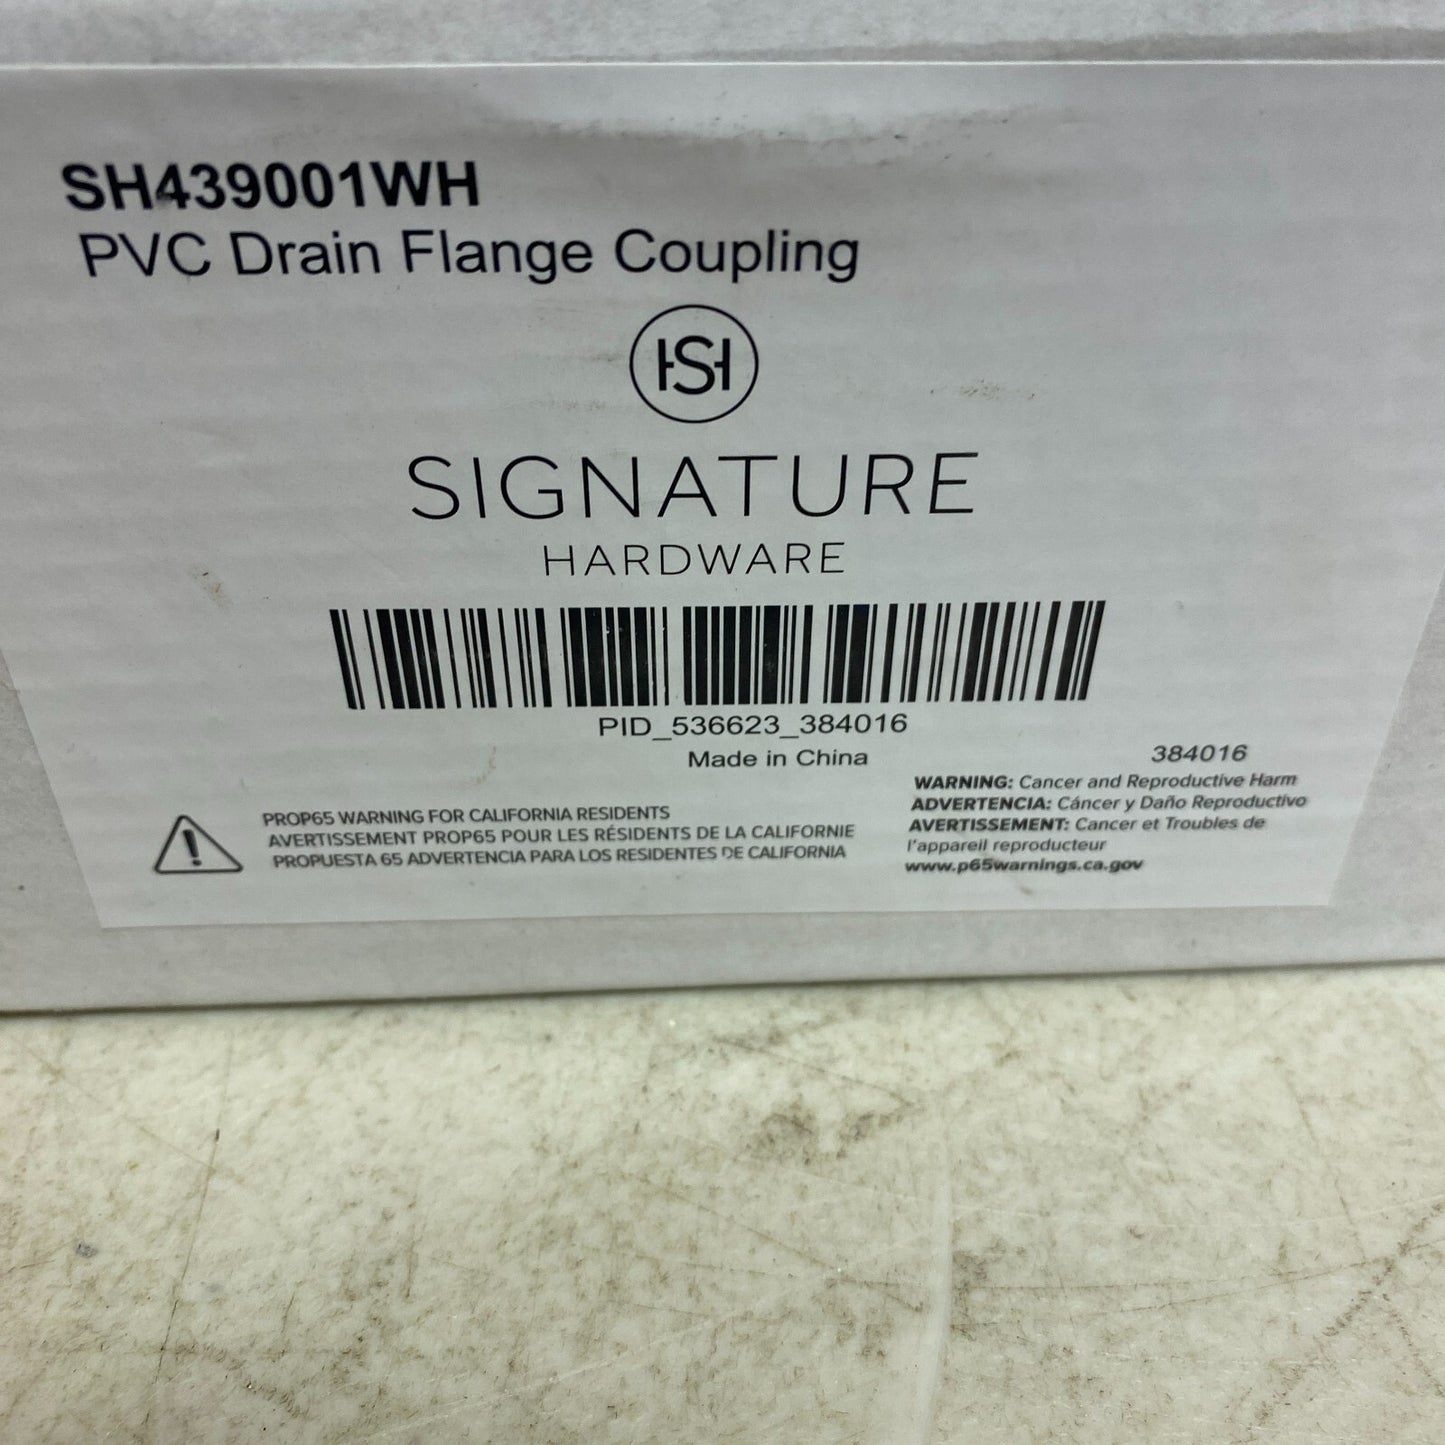 SH439001WH
PVC Drain Flange Coupling
HSH
SIGNATURE
HARDWARE
PID_536623_384016
Made in China
384016
PROP65 WARNING FOR CALIFORNIA RESIDENTS
AVERTISSEMENT PROP65 POUR LES RÉSIDENTS DE LA CALIFORNIE
PROPUESTA 65 ADVERTENCIA PARA LOS RESIDENTES DE CALIFORNIA
WARNING: Cancer and Reproductive Harm
ADVERTENCIA: Cáncer y Daño Reproductivo
AVERTISSEMENT: Cancer et Troubles de
l'appareil reproducteur
www.p65warnings.ca.gov